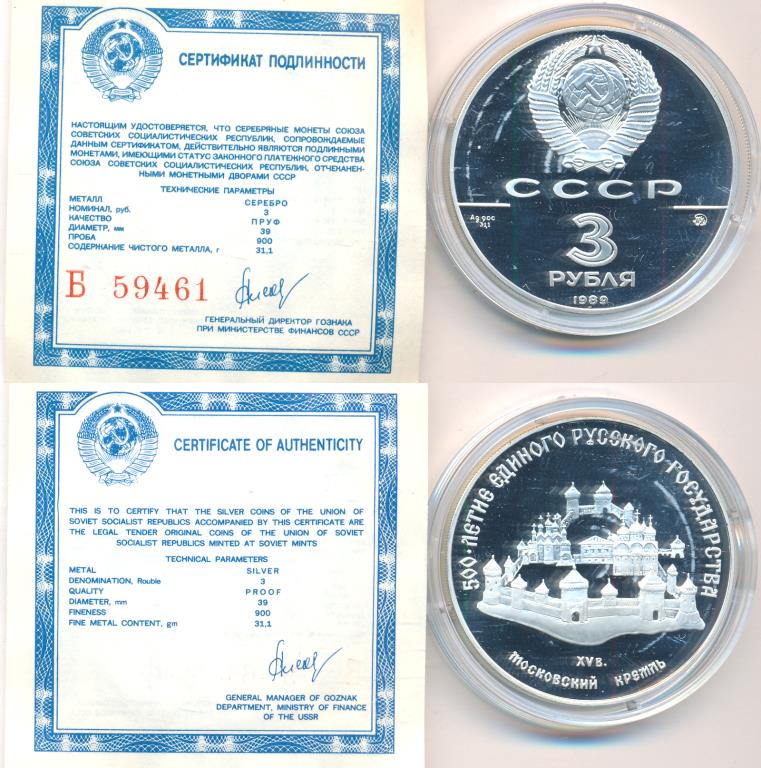 СЕРТИФИКАТ ПОДЛИННОСТИ
НАСТОЯЩИМ УДОСТОВЕРЯЕТСЯ, ЧТО СЕРЕБРЯНЫЕ МОНЕТЫ СОЮЗА
СОВЕТСКИХ СОЦИАЛИСТИЧЕСКИХ РЕСПУБЛИК, СОПРОВОЖДАЕМЫЕ
ДАННЫМ СЕРТИФИКАТОМ, ДЕЙСТВИТЕЛЬНО ЯВЛЯЮТСЯ ПОДЛИННЫМИ
МОНЕТАМИ, ИМЕЮЩИМИ СТАТУС ЗАКОННОГО ПЛАТЕЖНОГО СРЕДСТВА
СОЮЗА СОВЕТСКИХ СОЦИАЛИСТИЧЕСКИХ РЕСПУБЛИК, ОТЧЕКАНЕН-
НЫМИ МОНЕТНЫМИ ДВОРАМИ СССР
ТЕХНИЧЕСКИЕ ПАРАМЕТРЫ
МЕТАЛЛ СЕРЕБРО
НОМИНАЛ, руб. 3
КАЧЕСТВО ПРУФ
ДИАМЕТР, мм 39
ПРОБА 900
СОДЕРЖАНИЕ ЧИСТОГО МЕТАЛЛА, г 31,1
Б 59461
ГЕНЕРАЛЬНЫЙ ДИРЕКТОР ГОЗНАКА
ПРИ МИНИСТЕРСТВЕ ФИНАНСОВ СССР
СССР
Ag 900
31,1
3
РУБЛЯ
1989
CERTIFICATE OF AUTHENTICITY
THIS IS TO CERTIFY THAT THE SILVER COINS OF THE UNION OF
SOVIET SOCIALIST REPUBLICS ACCOMPANIED BY THIS CERTIFICATE ARE
THE LEGAL TENDER ORIGINAL COINS OF THE UNION OF SOVIET
SOCIALIST REPUBLICS MINTED AT SOVIET MINTS
TECHNICAL PARAMETERS
METAL SILVER
DENOMINATION, Rouble 3
QUALITY PROOF
DIAMETER, mm 39
FINENESS 900
FINE METAL CONTENT, gm 31,1
GENERAL MANAGER OF GOZNAK
DEPARTMENT, MINISTRY OF FINANCE
OF THE USSR
500-ЛЕТИЕ ЕДИНОГО РУССКОГО ГОСУДАРСТВА
XV в.
МОСКОВСКИЙ КРЕМЛЬ